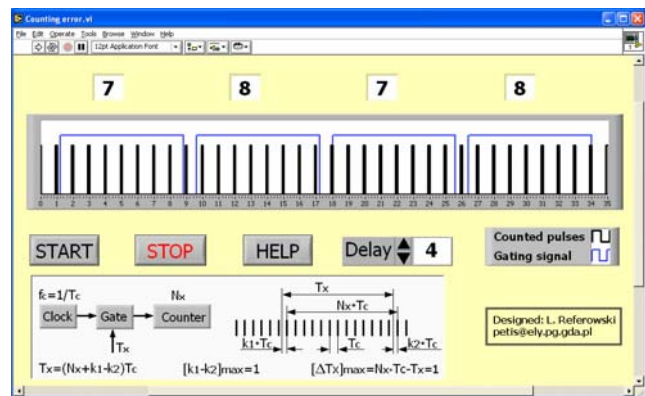 Counting error.vi
File Edit Operate Tools Browse Window Help
12pt Application Font
7 8 7 8
0 1 2 3 4 5 6 7 8 9 10 11 12 13 14 15 16 17 18 19 20 21 22 23 24 25 26 27 28 29 30 31 32 33 34 35
START STOP HELP Delay 4
Counted pulses
Gating signal
fc=1/Tc Nx Tx
Nx•Tc
Clock Gate Counter
Tx k1•Tc Tc k2•Tc
Tx=(Nx+k1-k2)Tc [k1-k2]max=1 [ΔTx]max=Nx·Tc-Tx=1
Designed: L. Referowski
petis@ely.pg.gda.pl